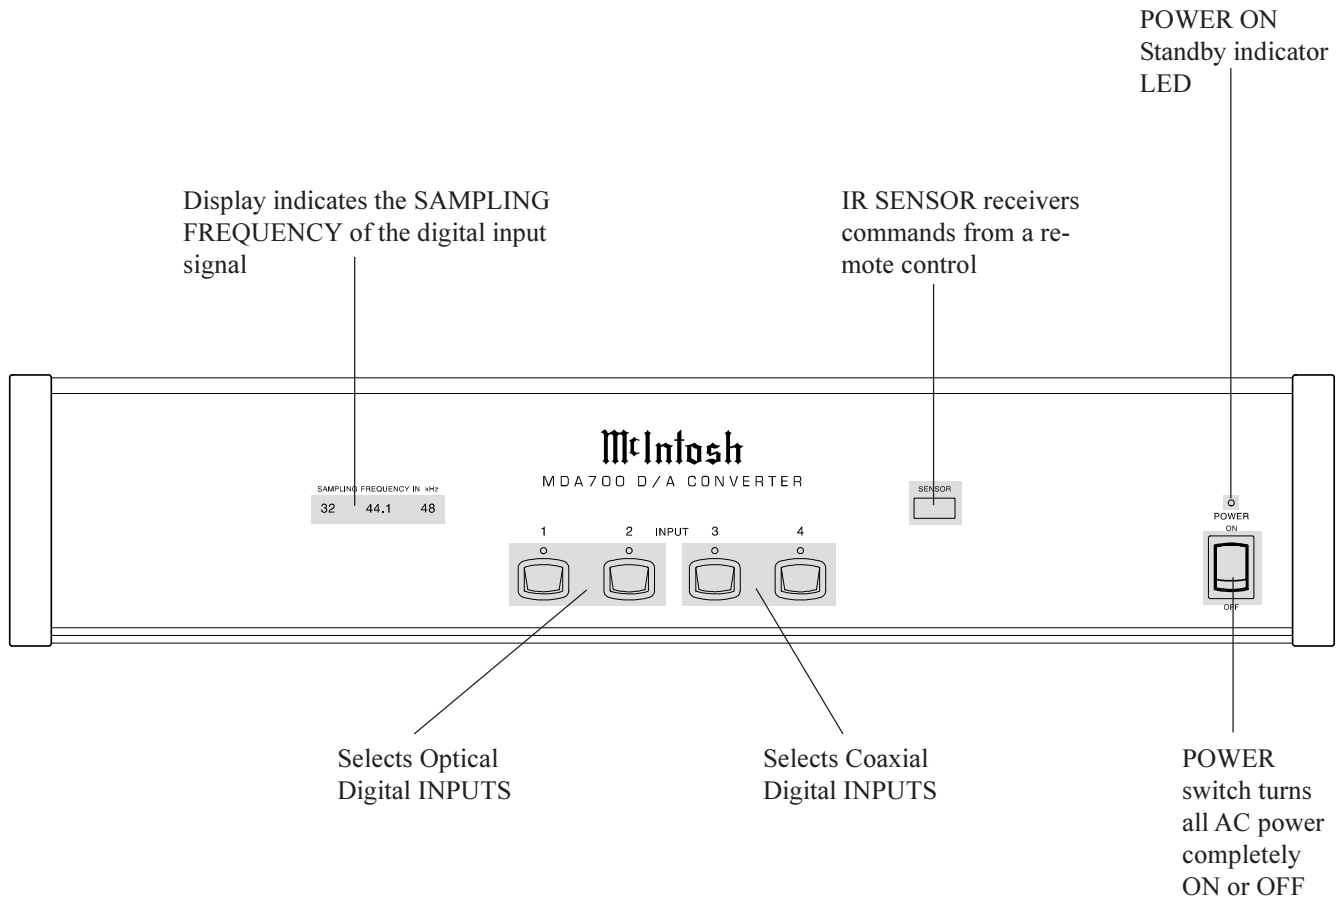 POWER ON
Standby indicator
LED
Display indicates the SAMPLING
FREQUENCY of the digital input
signal
IR SENSOR receivers
commands from a re-
mote control
McIntosh
MDA700 D/A CONVERTER
SAMPLING FREQUENCY IN kHz
32 44.1 48
SENSOR
1 2 INPUT 3 4
POWER
ON
OFF
Selects Optical
Digital INPUTS
Selects Coaxial
Digital INPUTS
POWER
switch turns
all AC power
completely
ON or OFF